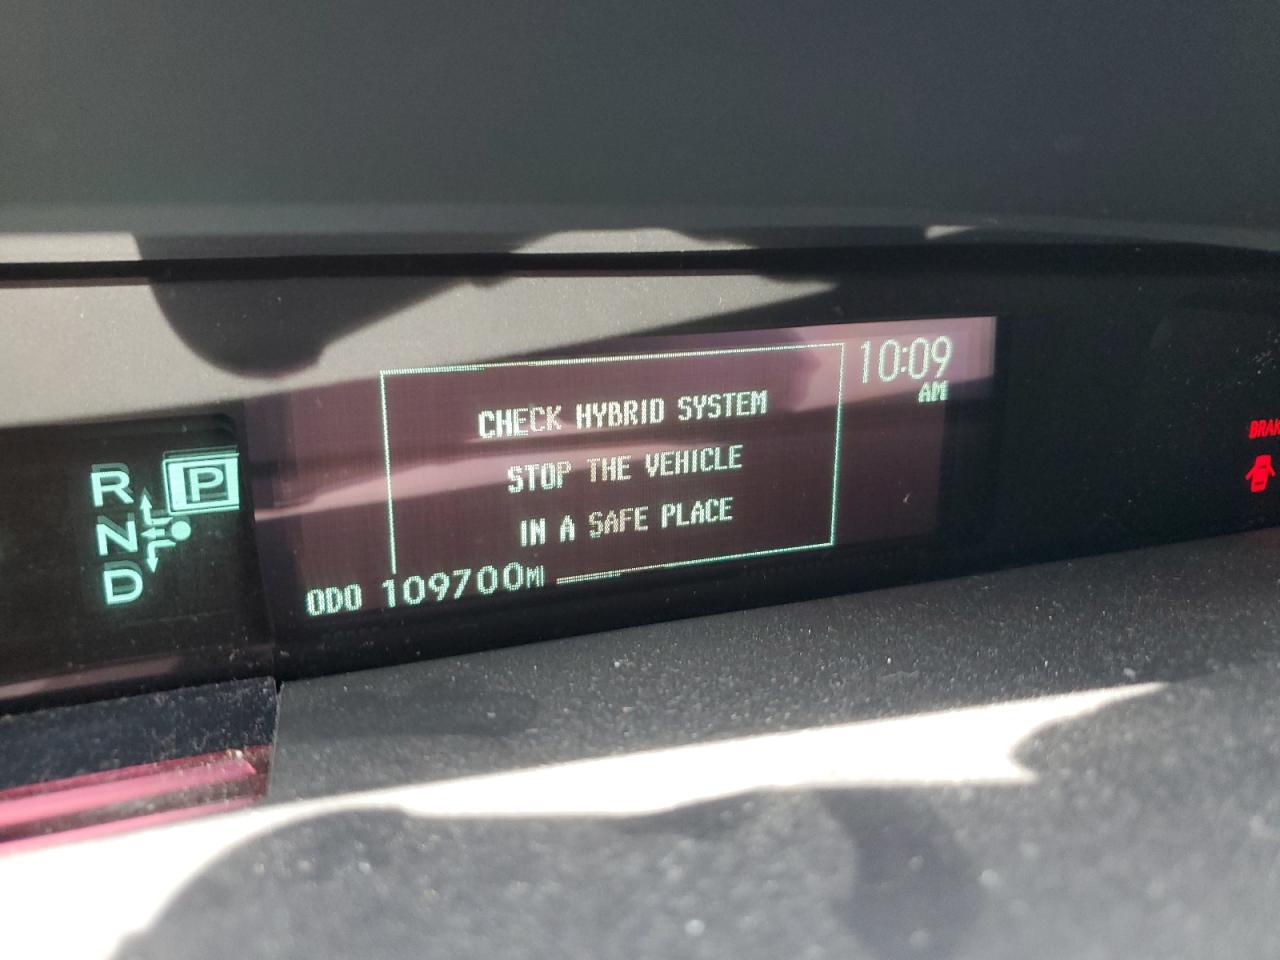 10:09
AM
CHECK HYBRID SYSTEM
STOP THE VEHICLE
IN A SAFE PLACE
ODO 109700MI
R
P
N
D